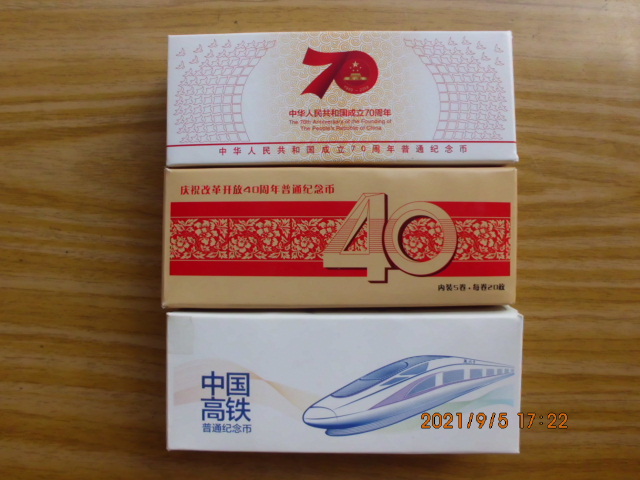 70
中华人民共和国成立70周年
The 70th Anniversary of the Founding of
The People's Republic of China
中华人民共和国成立70周年普通纪念币
庆祝改革开放40周年普通纪念币
40
内装5卷·每卷20枚
中国
高铁
普通纪念币
2021/9/5 17:22